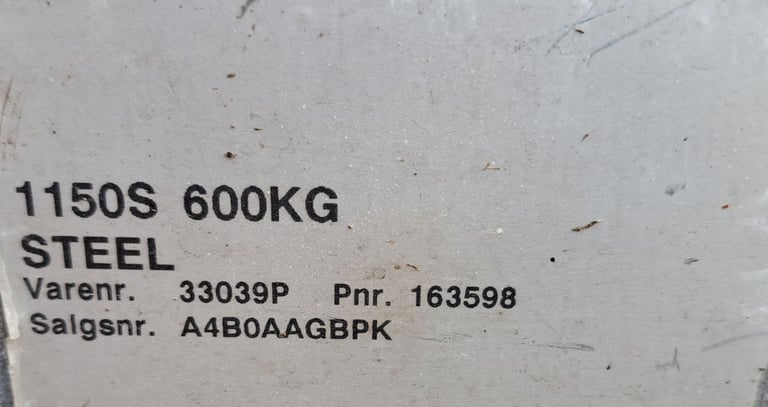 1150S 600KG
STEEL
Varenr. 33039P Pnr. 163598
Salgsnr. A4B0AAGBPK